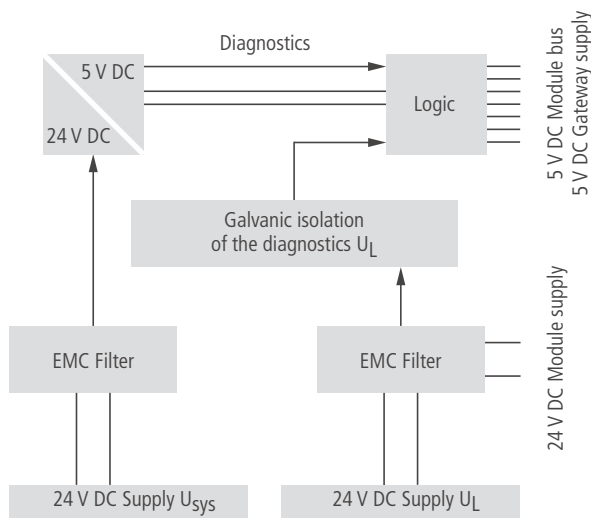 Diagnostics
5 V DC
24 V DC
Logic
5 V DC Module bus
5 V DC Gateway supply
Galvanic isolation
of the diagnostics UL
EMC Filter
EMC Filter
24 V DC Module supply
24 V DC Supply Usys
24 V DC Supply UL